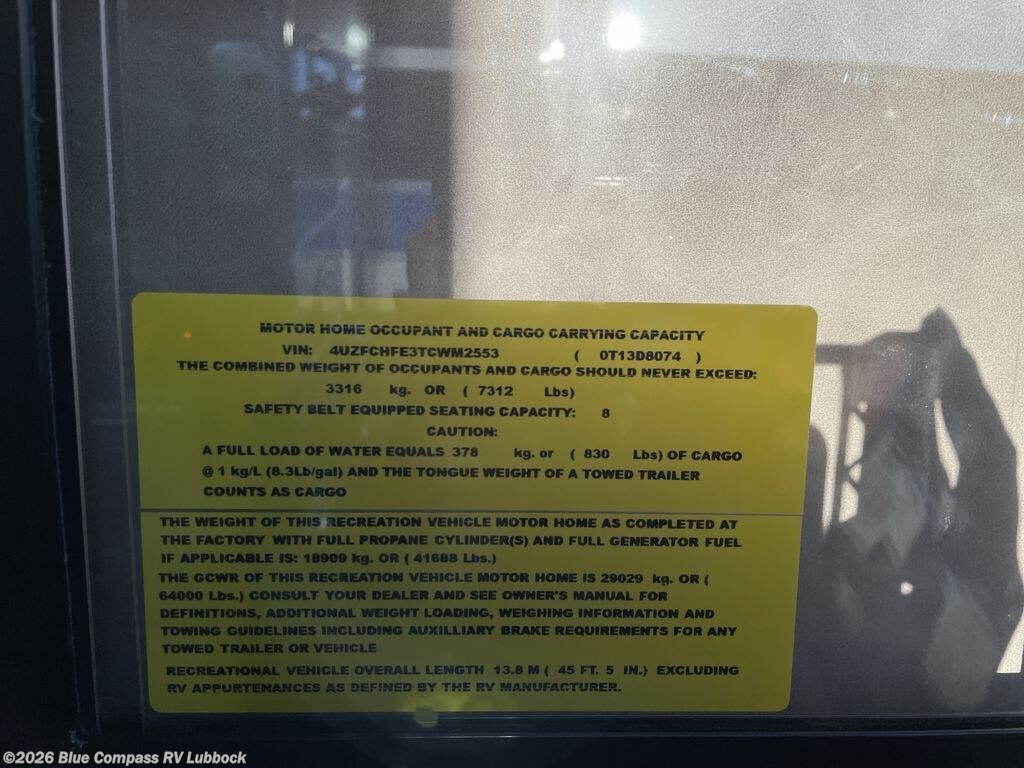 MOTOR HOME OCCUPANT AND CARGO CARRYING CAPACITY
VIN: 4UZFCHFE3TCWM2553 ( 0T13D8074 )
THE COMBINED WEIGHT OF OCCUPANTS AND CARGO SHOULD NEVER EXCEED:
3316 kg. OR ( 7312 Lbs)
SAFETY BELT EQUIPPED SEATING CAPACITY: 8
CAUTION:
A FULL LOAD OF WATER EQUALS 378 kg. or ( 830 Lbs) OF CARGO
@ 1 kg/L (8.3Lb/gal) AND THE TONGUE WEIGHT OF A TOWED TRAILER
COUNTS AS CARGO
THE WEIGHT OF THIS RECREATION VEHICLE MOTOR HOME AS COMPLETED AT
THE FACTORY WITH FULL PROPANE CYLINDER(S) AND FULL GENERATOR FUEL
IF APPLICABLE IS: 18909 kg. OR ( 41688 Lbs.)
THE GCWR OF THIS RECREATION VEHICLE MOTOR HOME IS 29029 kg. OR (
64000 Lbs.) CONSULT YOUR DEALER AND SEE OWNER'S MANUAL FOR
DEFINITIONS, ADDITIONAL WEIGHT LOADING, WEIGHING INFORMATION AND
TOWING GUIDELINES INCLUDING AUXILLIARY BRAKE REQUIREMENTS FOR ANY
TOWED TRAILER OR VEHICLE
RECREATIONAL VEHICLE OVERALL LENGTH 13.8 M ( 45 FT. 5 IN.) EXCLUDING
RV APPURTENANCES AS DEFINED BY THE RV MANUFACTURER.
©2026 Blue Compass RV Lubbock